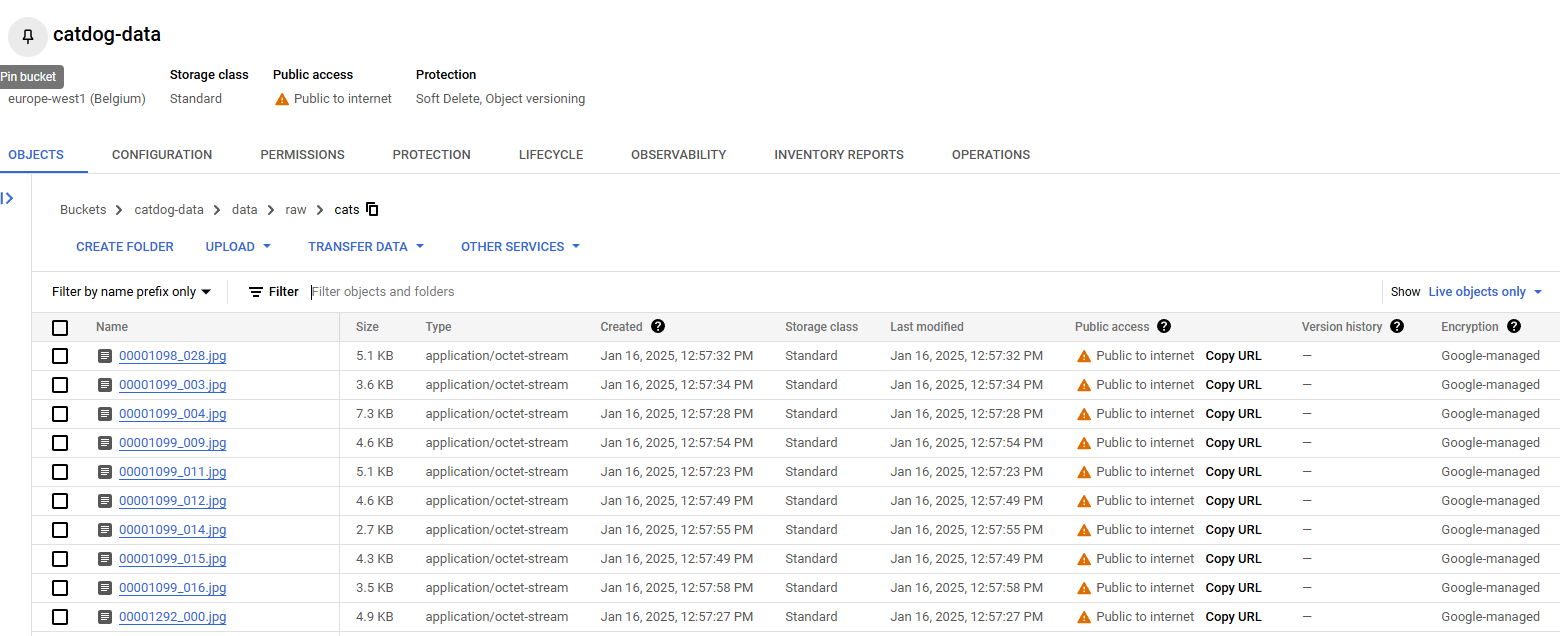 catdog-data
Pin bucket
Storage class Public access Protection
europe-west1 (Belgium) Standard Public to internet Soft Delete, Object versioning
OBJECTS CONFIGURATION PERMISSIONS PROTECTION LIFECYCLE OBSERVABILITY INVENTORY REPORTS OPERATIONS
Buckets > catdog-data > data > raw > cats
CREATE FOLDER UPLOAD TRANSFER DATA OTHER SERVICES
Filter by name prefix only Filter Filter objects and folders Show Live objects only
Name Size Type Created Storage class Last modified Public access Version history Encryption
00001098_028.jpg 5.1 KB application/octet-stream Jan 16, 2025, 12:57:32 PM Standard Jan 16, 2025, 12:57:32 PM Public to internet Copy URL — Google-managed
00001099_003.jpg 3.6 KB application/octet-stream Jan 16, 2025, 12:57:34 PM Standard Jan 16, 2025, 12:57:34 PM Public to internet Copy URL — Google-managed
00001099_004.jpg 7.3 KB application/octet-stream Jan 16, 2025, 12:57:28 PM Standard Jan 16, 2025, 12:57:28 PM Public to internet Copy URL — Google-managed
00001099_009.jpg 4.6 KB application/octet-stream Jan 16, 2025, 12:57:54 PM Standard Jan 16, 2025, 12:57:54 PM Public to internet Copy URL — Google-managed
00001099_011.jpg 5.1 KB application/octet-stream Jan 16, 2025, 12:57:23 PM Standard Jan 16, 2025, 12:57:23 PM Public to internet Copy URL — Google-managed
00001099_012.jpg 4.6 KB application/octet-stream Jan 16, 2025, 12:57:49 PM Standard Jan 16, 2025, 12:57:49 PM Public to internet Copy URL — Google-managed
00001099_014.jpg 2.7 KB application/octet-stream Jan 16, 2025, 12:57:55 PM Standard Jan 16, 2025, 12:57:55 PM Public to internet Copy URL — Google-managed
00001099_015.jpg 4.3 KB application/octet-stream Jan 16, 2025, 12:57:49 PM Standard Jan 16, 2025, 12:57:49 PM Public to internet Copy URL — Google-managed
00001099_016.jpg 3.5 KB application/octet-stream Jan 16, 2025, 12:57:58 PM Standard Jan 16, 2025, 12:57:58 PM Public to internet Copy URL — Google-managed
00001292_000.jpg 4.9 KB application/octet-stream Jan 16, 2025, 12:57:27 PM Standard Jan 16, 2025, 12:57:27 PM Public to internet Copy URL — Google-managed